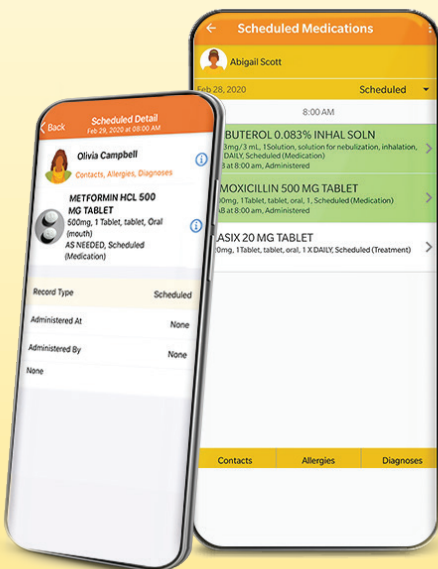 Back
Scheduled Detail
Feb 29, 2020 at 08:00 AM
Olivia Campbell
Contacts, Allergies, Diagnoses
METFORMIN HCL 500
MG TABLET
500mg, 1 Tablet, tablet, Oral
(mouth)
AS NEEDED, Scheduled
(Medication)
Record Type Scheduled
Administered At None
Administered By None
None
Scheduled Medications
Abigail Scott
Feb 28, 2020 Scheduled
8:00 AM
BUTEROL 0.083% INHAL SOLN
3mg/3 mL, 1 Solution, solution for nebulization, inhalation,
DAILY, Scheduled (Medication)
at 8:00 am, Administered
MOXICILLIN 500 MG TABLET
0mg, 1 Tablet, tablet, oral, 1, Scheduled (Medication)
AB at 8:00 am, Administered
ASIX 20 MG TABLET
0mg, 1 Tablet, tablet, oral, 1 X DAILY, Scheduled (Treatment)
Contacts Allergies Diagnoses